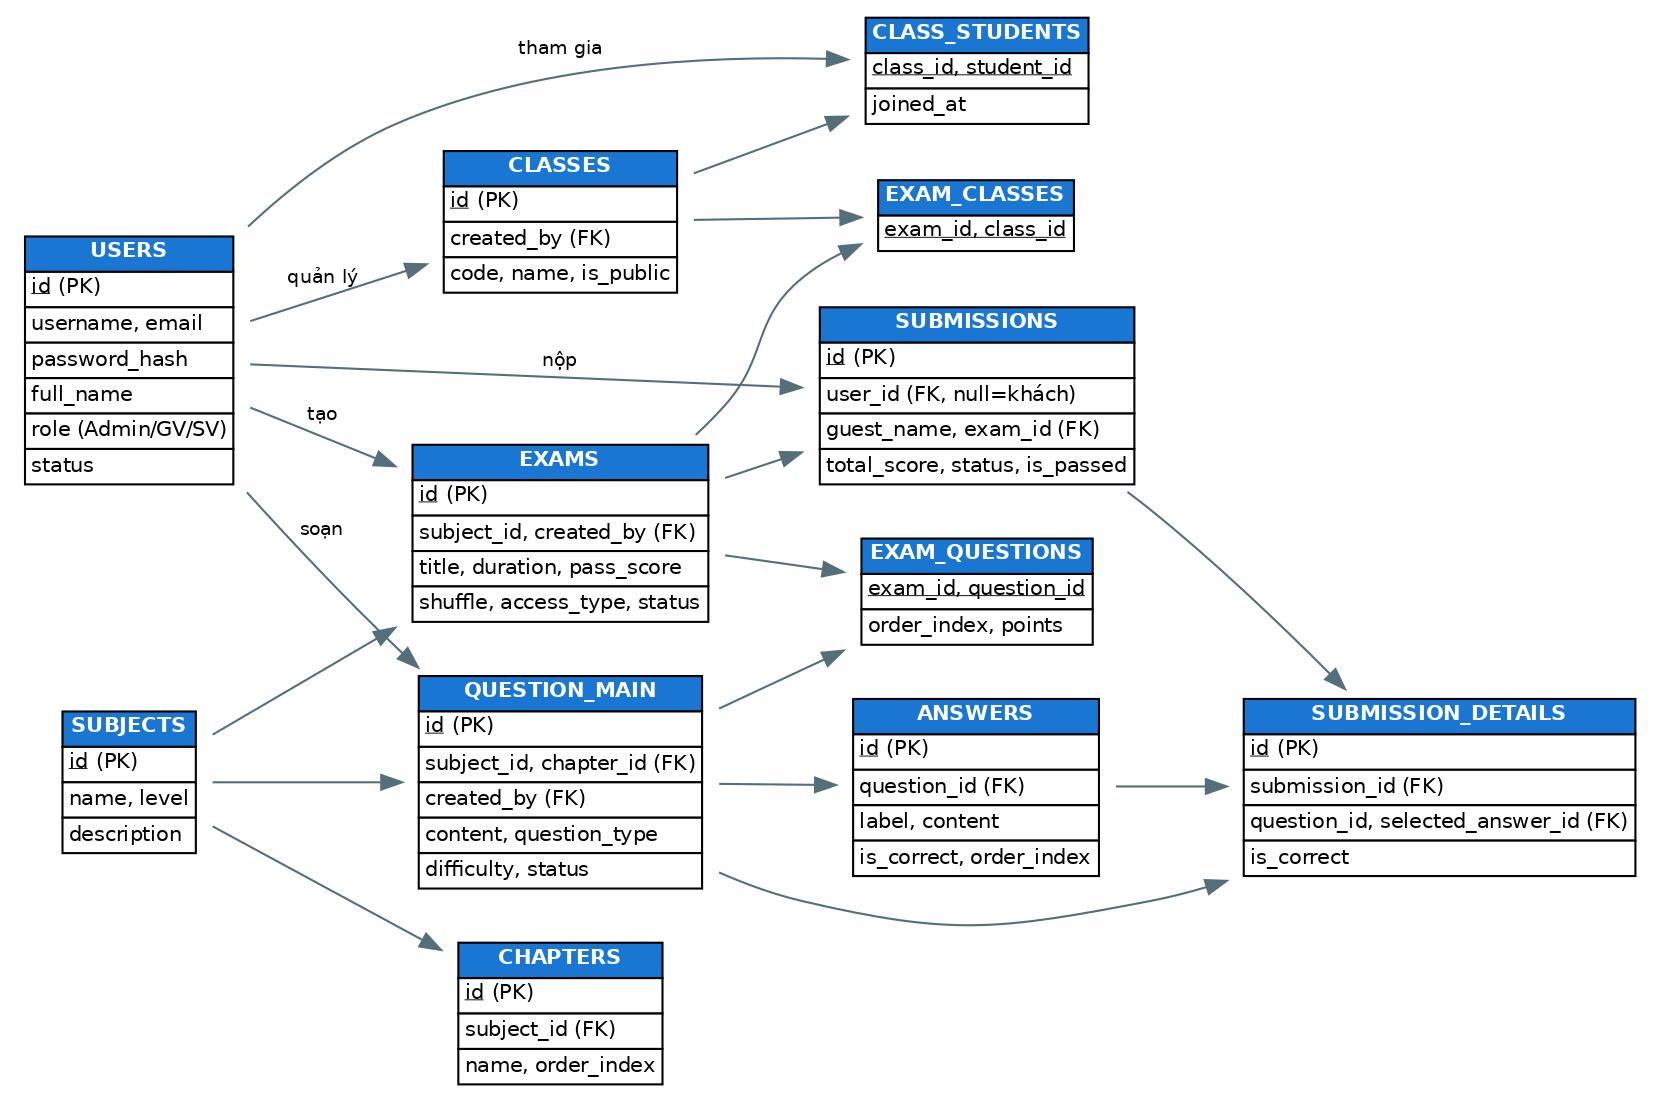 CLASS_STUDENTS
class_id, student_id
joined_at
tham gia
CLASSES
id (PK)
created_by (FK)
code, name, is_public
EXAM_CLASSES
exam_id, class_id
USERS
id (PK)
username, email
password_hash
full_name
role (Admin/GV/SV)
status
quản lý
nộp
tạo
soạn
SUBMISSIONS
id (PK)
user_id (FK, null=khách)
guest_name, exam_id (FK)
total_score, status, is_passed
EXAMS
id (PK)
subject_id, created_by (FK)
title, duration, pass_score
shuffle, access_type, status
EXAM_QUESTIONS
exam_id, question_id
order_index, points
SUBJECTS
id (PK)
name, level
description
QUESTION_MAIN
id (PK)
subject_id, chapter_id (FK)
created_by (FK)
content, question_type
difficulty, status
ANSWERS
id (PK)
question_id (FK)
label, content
is_correct, order_index
SUBMISSION_DETAILS
id (PK)
submission_id (FK)
question_id, selected_answer_id (FK)
is_correct
CHAPTERS
id (PK)
subject_id (FK)
name, order_index